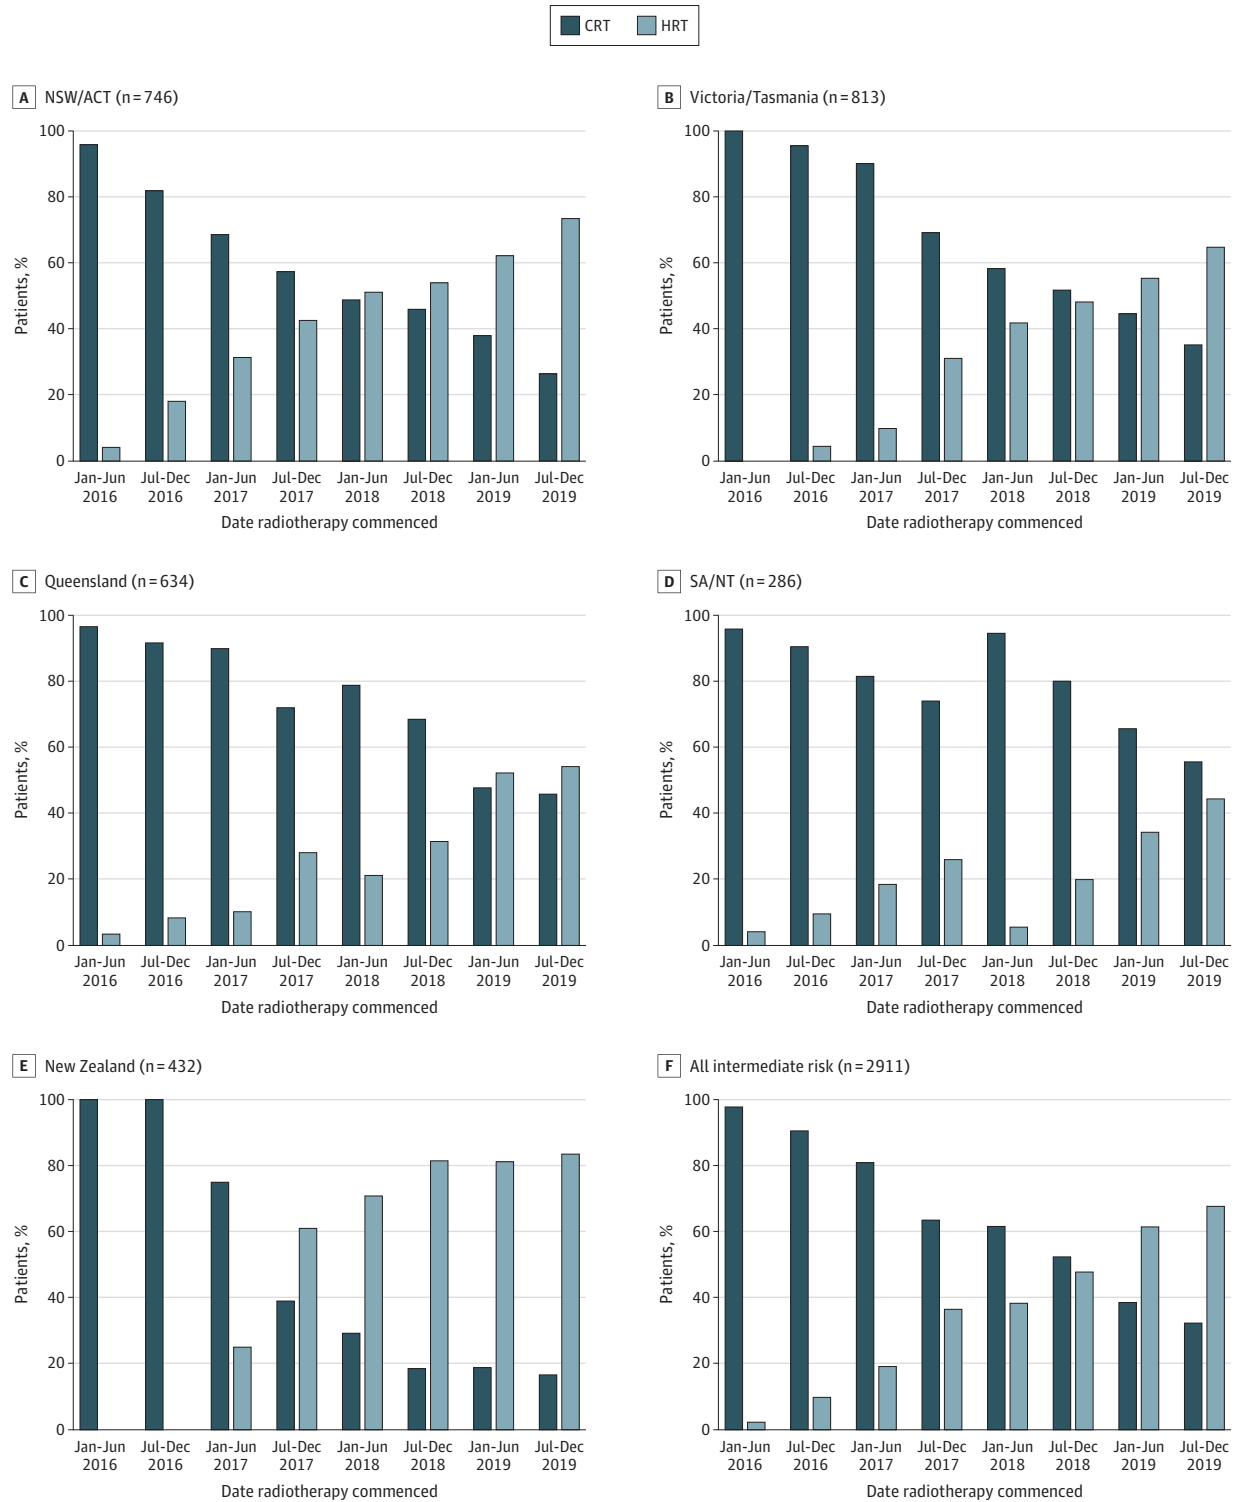 CRT HRT
A NSW/ACT (n=746)
Patients, %
100
80
60
40
20
0
Jan-Jun Jul-Dec Jan-Jun Jul-Dec Jan-Jun Jul-Dec Jan-Jun Jul-Dec
2016 2016 2017 2017 2018 2018 2019 2019
Date radiotherapy commenced
B Victoria/Tasmania (n=813)
Patients, %
100
80
60
40
20
0
Jan-Jun Jul-Dec Jan-Jun Jul-Dec Jan-Jun Jul-Dec Jan-Jun Jul-Dec
2016 2016 2017 2017 2018 2018 2019 2019
Date radiotherapy commenced
C Queensland (n=634)
Patients, %
100
80
60
40
20
0
Jan-Jun Jul-Dec Jan-Jun Jul-Dec Jan-Jun Jul-Dec Jan-Jun Jul-Dec
2016 2016 2017 2017 2018 2018 2019 2019
Date radiotherapy commenced
D SA/NT (n=286)
Patients, %
100
80
60
40
20
0
Jan-Jun Jul-Dec Jan-Jun Jul-Dec Jan-Jun Jul-Dec Jan-Jun Jul-Dec
2016 2016 2017 2017 2018 2018 2019 2019
Date radiotherapy commenced
E New Zealand (n=432)
Patients, %
100
80
60
40
20
0
Jan-Jun Jul-Dec Jan-Jun Jul-Dec Jan-Jun Jul-Dec Jan-Jun Jul-Dec
2016 2016 2017 2017 2018 2018 2019 2019
Date radiotherapy commenced
F All intermediate risk (n=2911)
Patients, %
100
80
60
40
20
0
Jan-Jun Jul-Dec Jan-Jun Jul-Dec Jan-Jun Jul-Dec Jan-Jun Jul-Dec
2016 2016 2017 2017 2018 2018 2019 2019
Date radiotherapy commenced